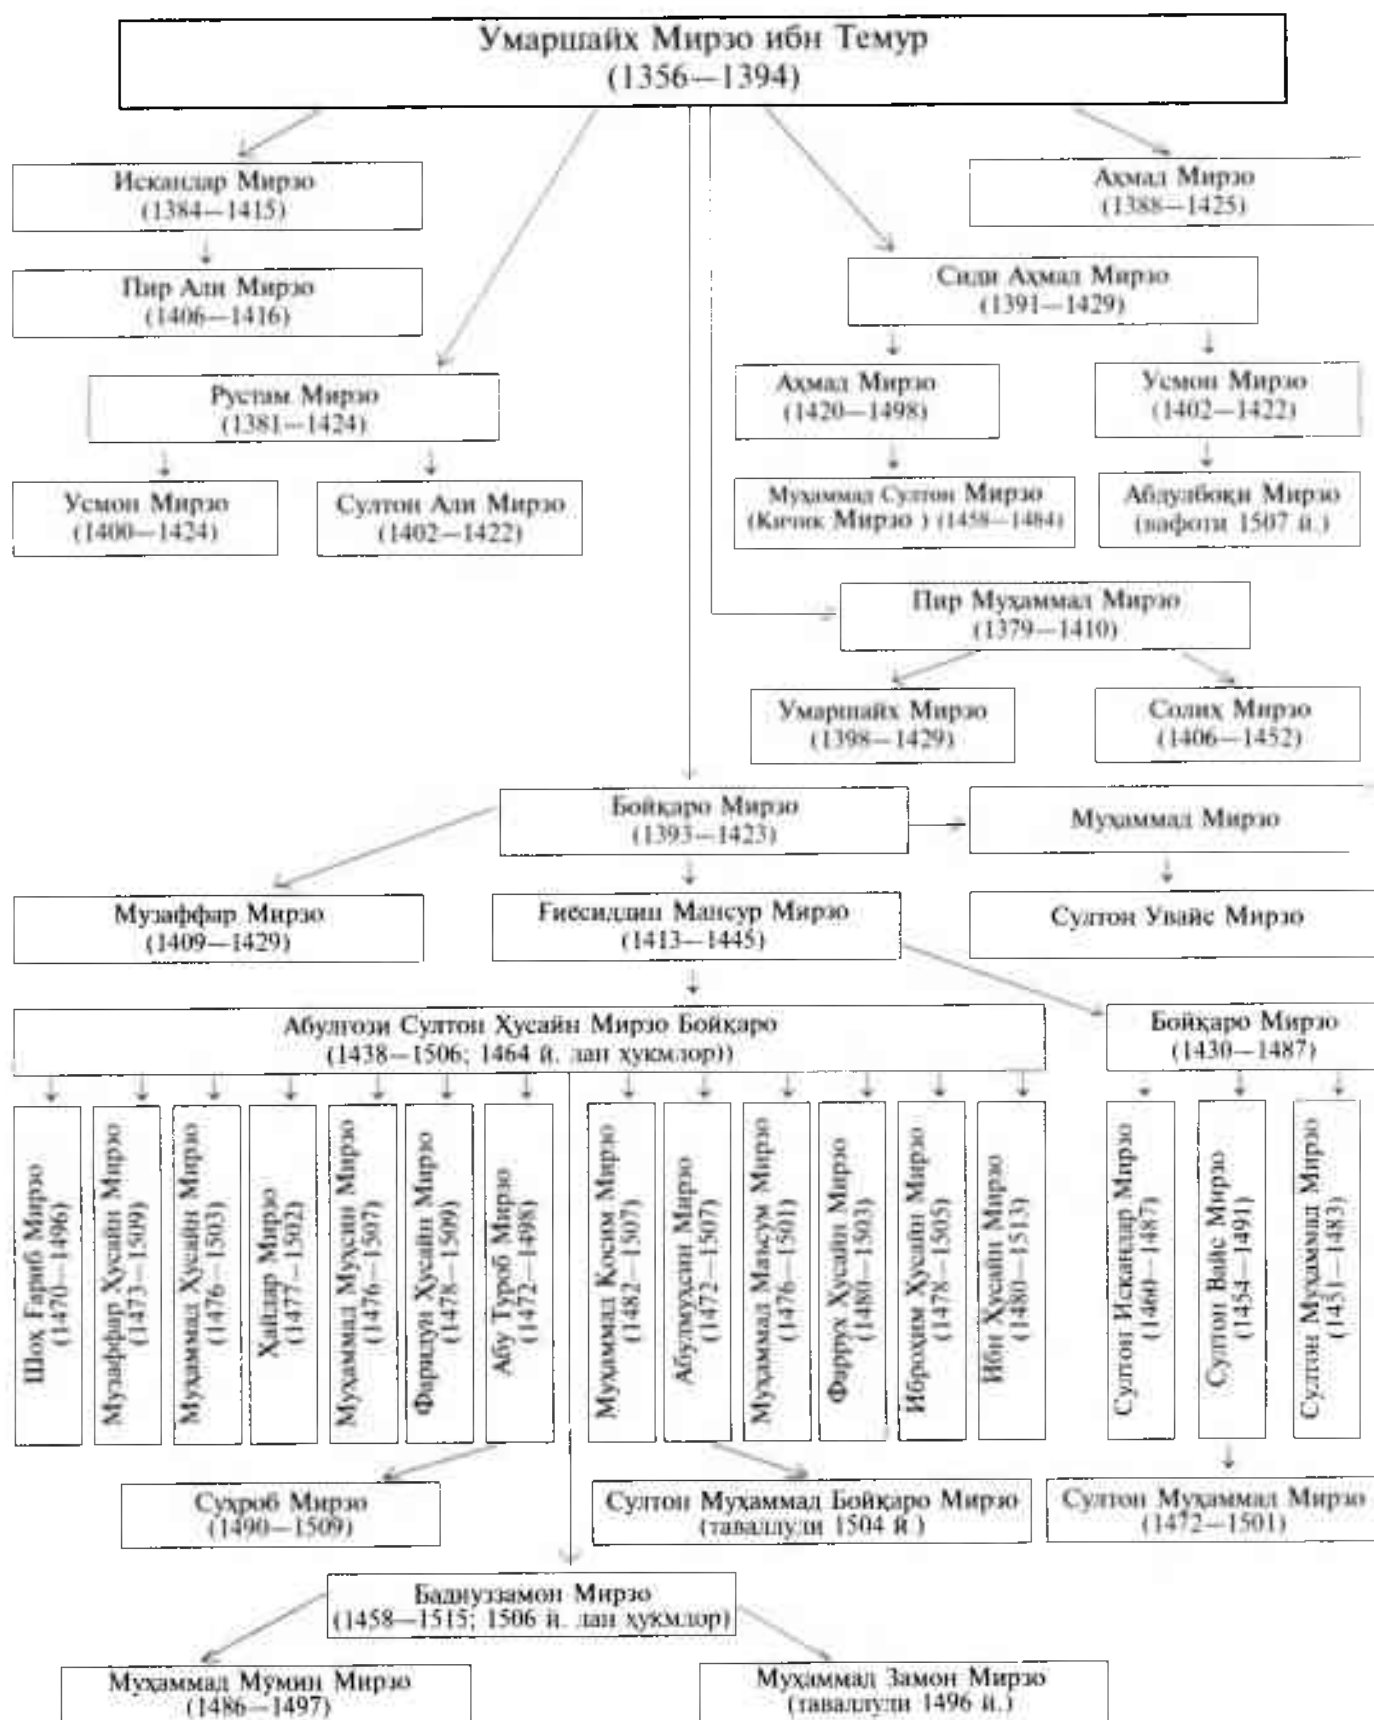 Умаршайх Мирзо ибн Темур
(1356—1394)
Искандар Мирзо
(1384—1415)
Аҳмад Мирзо
(1388—1425)
Пир Али Мирзо
(1406—1416)
Сиди Аҳмад Мирзо
(1391—1429)
Рустам Мирзо
(1381—1424)
Аҳмад Мирзо
(1420—1498)
Усмон Мирзо
(1402—1422)
Усмон Мирзо
(1400—1424)
Султон Али Мирзо
(1402—1422)
Муҳаммад Султон Мирзо
(Кичик Мирзо ) (1458—1484)
Абдулбоқи Мирзо
(вафоти 1507 й.)
Пир Муҳаммад Мирзо
(1379—1410)
Умаршайх Мирзо
(1398—1429)
Солиҳ Мирзо
(1406—1452)
Бойқаро Мирзо
(1393—1423)
Муҳаммад Мирзо
Музаффар Мирзо
(1409—1429)
Ғиёсиддин Мансур Мирзо
(1413—1445)
Султон Увайс Мирзо
Абулғози Султон Ҳусайн Мирзо Бойқаро
(1438—1506; 1464 й. дан ҳукмдор))
Бойқаро Мирзо
(1430—1487)
Шоҳ Ғариб Мирзо
(1470—1496)
Музаффар Ҳусайн Мирзо
(1473—1509)
Муҳаммад Ҳусайн Мирзо
(1476—1503)
Ҳайдар Мирзо
(1477—1502)
Муҳаммад Муҳсин Мирзо
(1476—1507)
Фаридун Ҳусайн Мирзо
(1478—1509)
Абу Туроб Мирзо
(1472—1498)
Муҳаммад Қосим Мирзо
(1482—1507)
Абулмуҳсин Мирзо
(1472—1507)
Муҳаммад Маъсум Мирзо
(1476—1501)
Фаррух Ҳусайн Мирзо
(1480—1503)
Иброҳим Ҳусайн Мирзо
(1478—1505)
Ибн Ҳусайн Мирзо
(1480—1513)
Султон Искандар Мирзо
(1460—1487)
Султон Вайс Мирзо
(1454—1491)
Султон Муҳаммад Мирзо
(1451—1483)
Суҳроб Мирзо
(1490—1509)
Султон Муҳаммад Бойқаро Мирзо
(таваллуди 1504 й.)
Султон Муҳаммад Мирзо
(1472—1501)
Бадиуззамон Мирзо
(1458—1515; 1506 й. дан ҳукмдор)
Муҳаммад Мўмин Мирзо
(1486—1497)
Муҳаммад Замон Мирзо
(таваллуди 1496 й.)